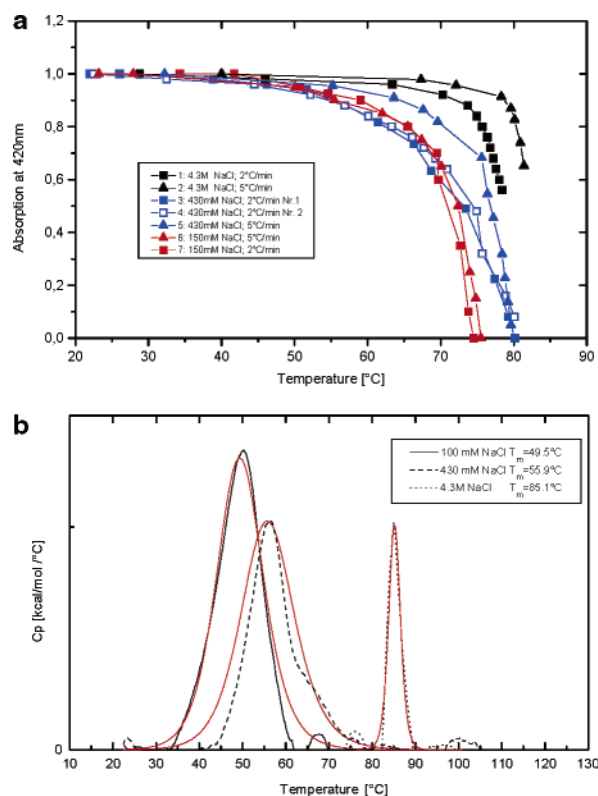 a
1,2
1,0
0,8
0,6
0,4
0,2
0,0
Absorption at 420nm
1: 4.3M NaCl; 2°C/min
2: 4.3M NaCl; 5°C/min
3: 430mM NaCl; 2°C/min Nr.1
4: 430mM NaCl; 2°C/min Nr. 2
5: 430mM NaCl; 5°C/min
6: 150mM NaCl; 5°C/min
7: 150mM NaCl; 2°C/min
20 30 40 50 60 70 80 90
Temperature [°C]
b
100 mM NaCl Tm=49.5ºC
430 mM NaCl Tm=55.9ºC
4.3M NaCl Tm=85.1ºC
Cp [kcal/mol /°C]
0
10 20 30 40 50 60 70 80 90 100 110 120 130
Temperature [°C]